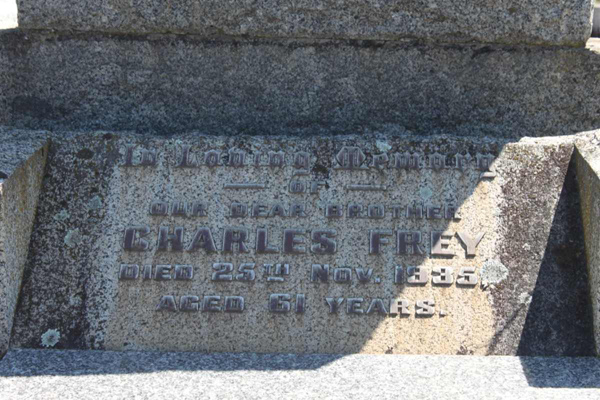 In Loving Memory
— OF —
OUR DEAR BROTHER
CHARLES FREY
DIED 25TH NOV. 1935
AGED 61 YEARS.